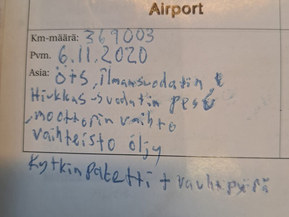 Airport
Km-määrä: 369003
Pvm. 6.11.2020
Asia: ÖTS, ilmansuodatin
Hiukkas-suodatin pesu
moottorin vaihto
vaihteisto öljy
Kytkinpaketti + vauhtipyörä